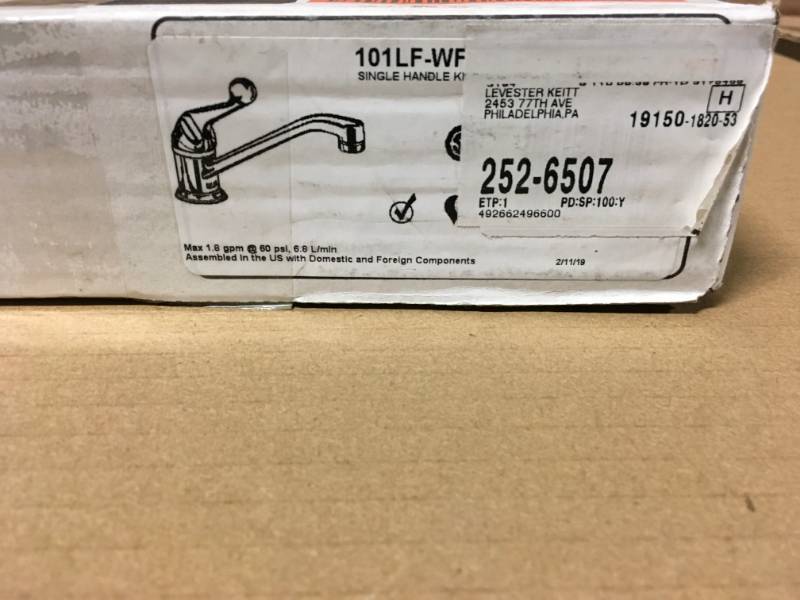 101LF-WF
SINGLE HANDLE KI
LEVESTER KEITT
2453 77TH AVE
PHILADELPHIA,PA
H
19150-1820-53
252-6507
ETP:1 PD:SP:100:Y
492662496600
Max 1.8 gpm @ 60 psi, 6.8 L/min
Assembled in the US with Domestic and Foreign Components
2/11/19